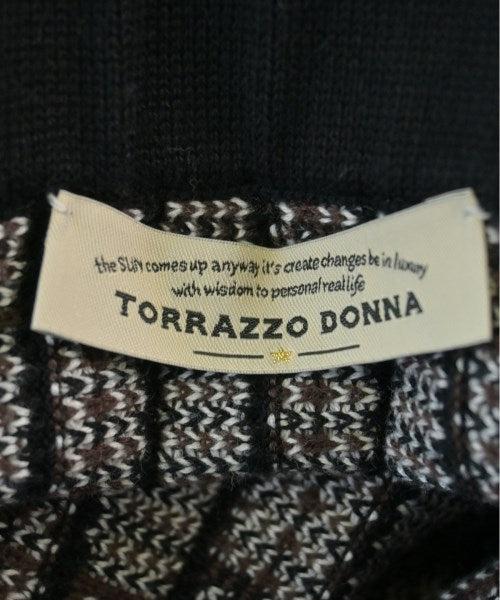 the SUN comes up anyway it's create changes be in luxury
with wisdom to personal real life
TORRAZZO DONNA